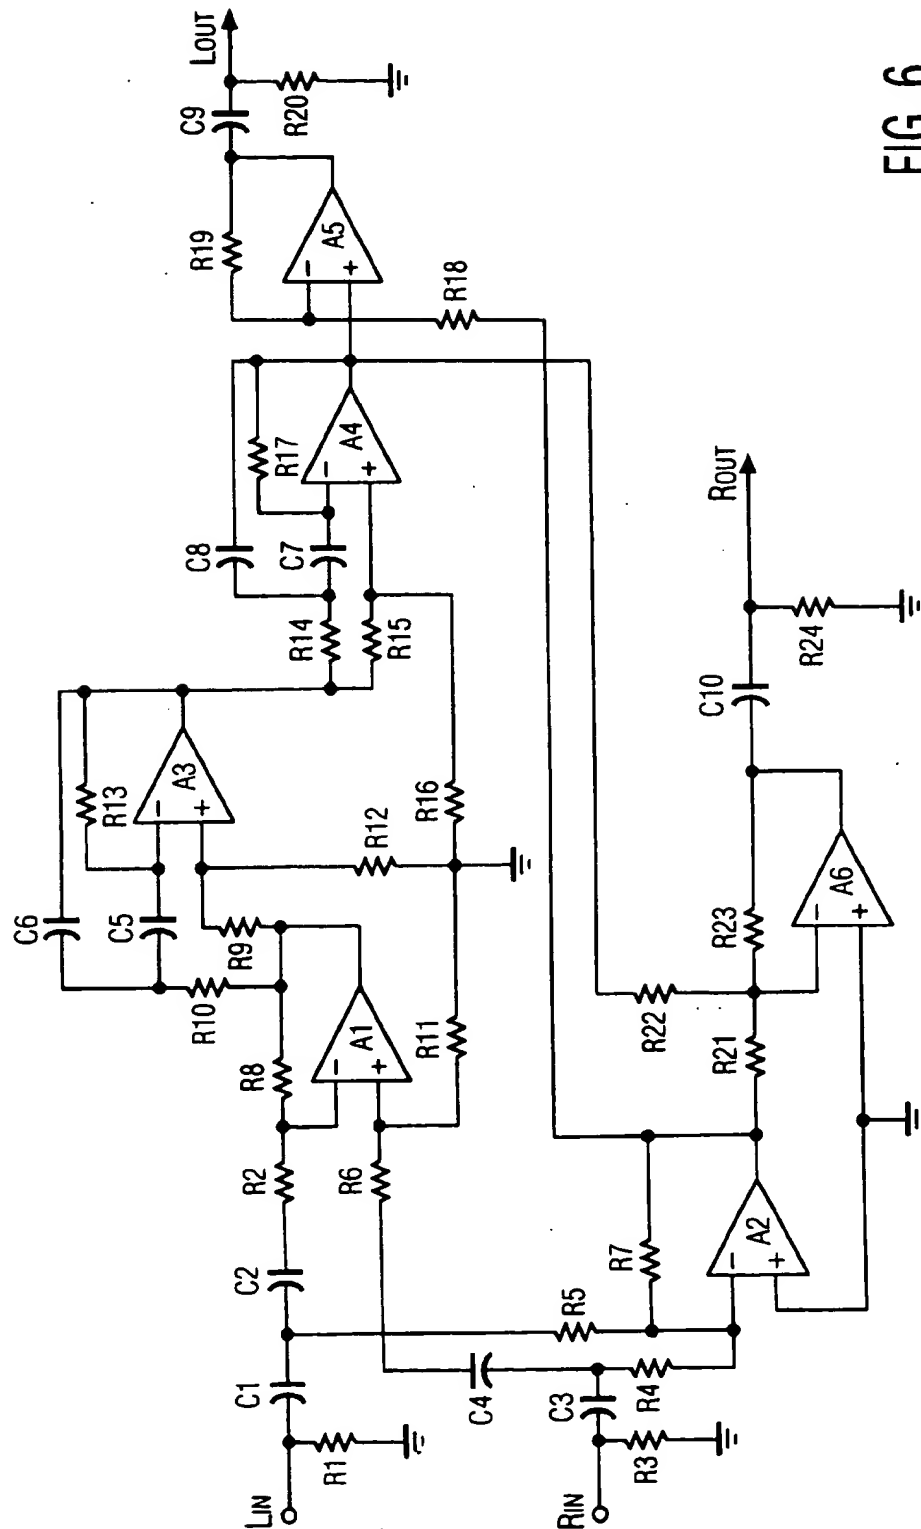 LIN
R1
C1
C2
R2
R8
R10
C6
C5
R9
R13
A3
A1
R6
R11
R12
R16
R14
R15
C8
C7
R17
A4
R19
A5
R18
C9
LOUT
R20
RIN
R3
C3
C4
R4
R5
R7
A2
R21
R22
R23
A6
C10
ROUT
R24
−
+
−
+
−
+
−
+
−
+
−
+
FIG. 6